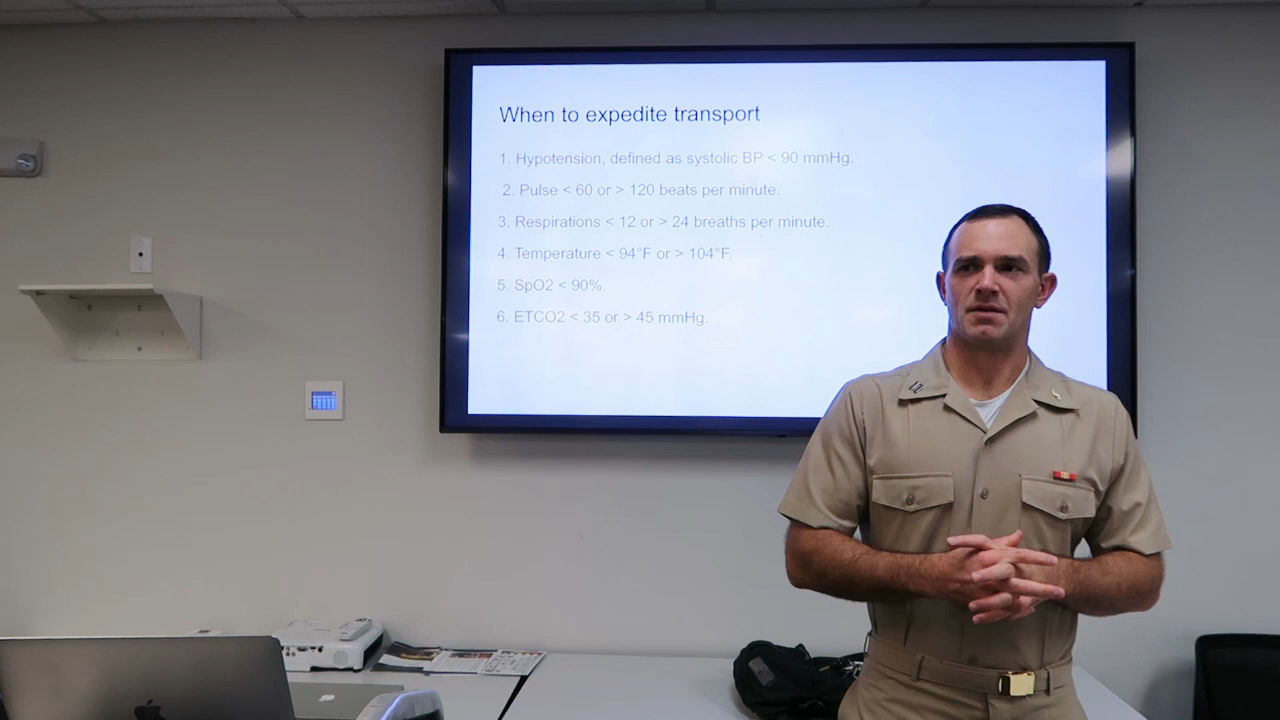 When to expedite transport
1. Hypotension, defined as systolic BP < 90 mmHg.
2. Pulse < 60 or > 120 beats per minute.
3. Respirations < 12 or > 24 breaths per minute.
4. Temperature < 94°F or > 104°F.
5. SpO2 < 90%.
6. ETCO2 < 35 or > 45 mmHg.